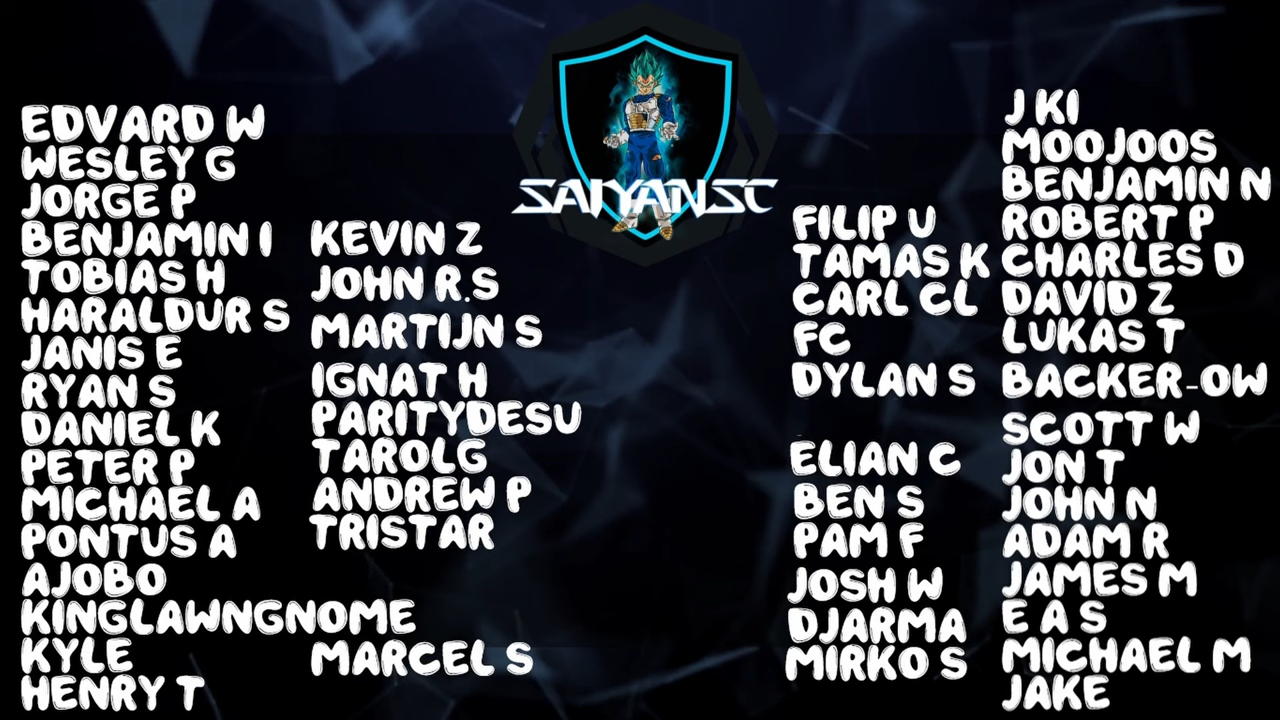 SAIYANSC
EDVARD W
WESLEY G
JORGE P
BENJAMIN I
TOBIAS H
HARALDUR S
JANIS E
RYAN S
DANIEL K
PETER P
MICHAEL A
PONTUS A
AJOBO
KINGLAWNGNOME
KYLE
HENRY T
KEVIN Z
JOHN R.S
MARTIJN S
IGNAT H
PARITYDESU
TAROLG
ANDREW P
TRISTAR
MARCEL S
FILIP U
TAMAS K
CARL CL
FC
DYLAN S
ELIAN C
BEN S
PAM F
JOSH W
DJARMA
MIRKO S
J KI
MOOJOOS
BENJAMIN N
ROBERT P
CHARLES D
DAVID Z
LUKAS T
BACKER-OW
SCOTT W
JON T
JOHN N
ADAM R
JAMES M
E A S
MICHAEL M
JAKE